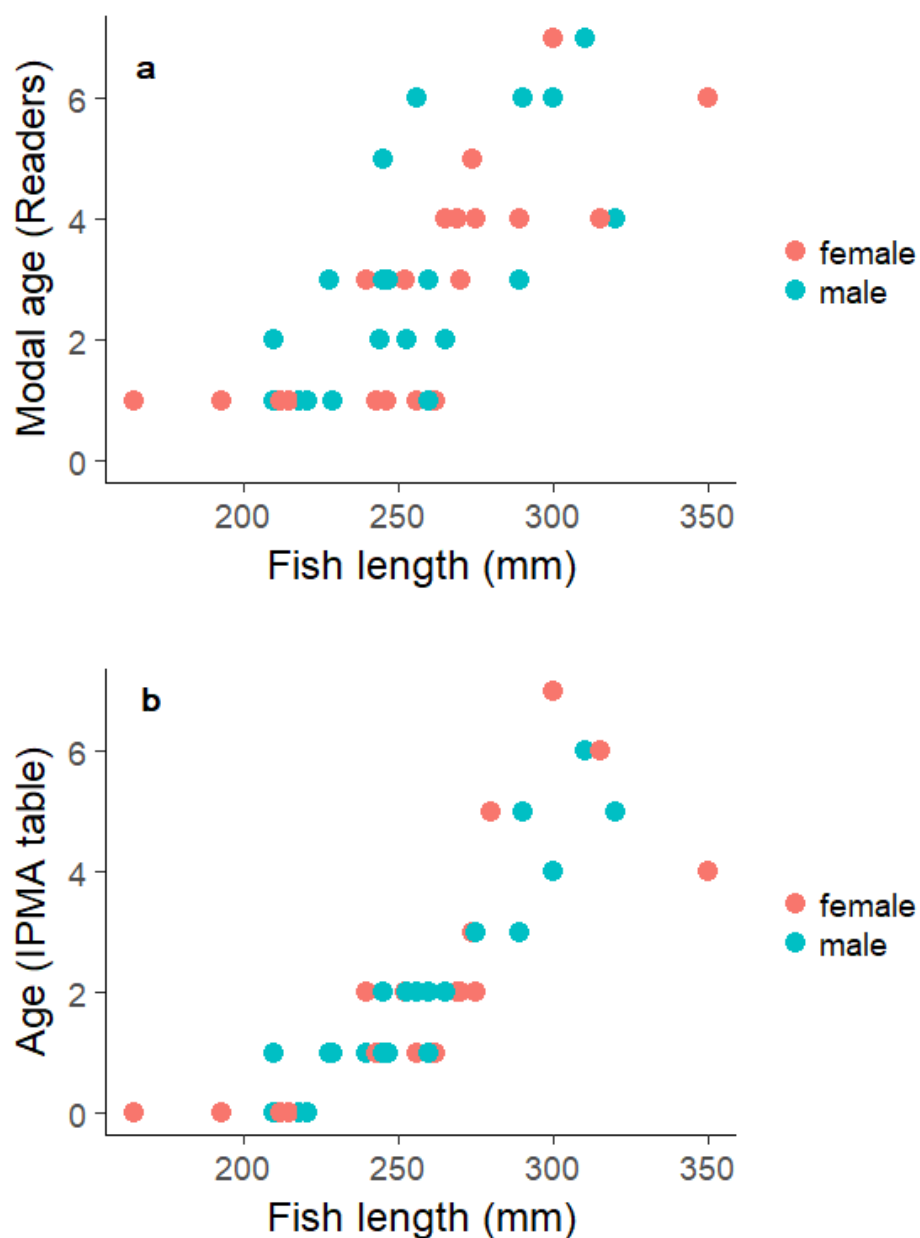 a
Modal age (Readers)
6
4
2
0
200 250 300 350
Fish length (mm)
female
male
b
Age (IPMA table)
6
4
2
0
200 250 300 350
Fish length (mm)
female
male